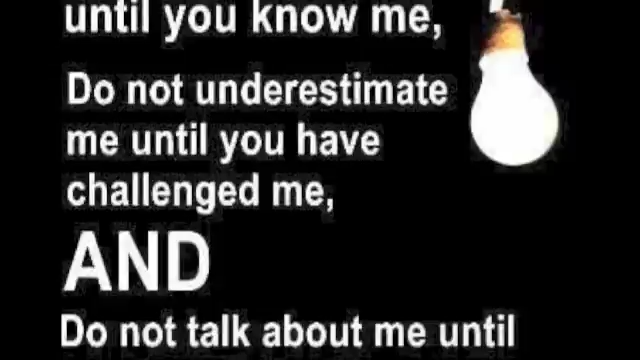 until you know me,
Do not underestimate
me until you have
challenged me,
AND
Do not talk about me until